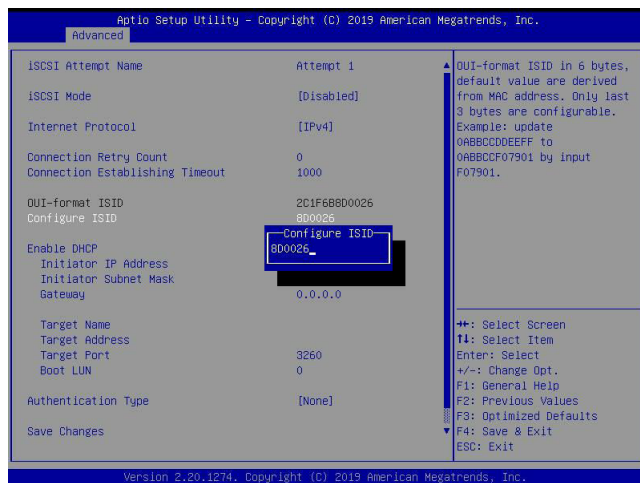 Aptio Setup Utility – Copyright (C) 2019 American Megatrends, Inc.
Advanced
iSCSI Attempt Name Attempt 1
iSCSI Mode [Disabled]
Internet Protocol [IPv4]
Connection Retry Count 0
Connection Establishing Timeout 1000
OUI-format ISID 2C1F6B8D0026
Configure ISID 8D0026
Configure ISID
8D0026_
Enable DHCP
Initiator IP Address
Initiator Subnet Mask
Gateway 0.0.0.0
Target Name
Target Address
Target Port 3260
Boot LUN 0
Authentication Type [None]
Save Changes
OUI-format ISID in 6 bytes,
default value are derived
from MAC address. Only last
3 bytes are configurable.
Example: update
0ABBCCDDEEFF to
0ABBCCF07901 by input
F07901.
→←: Select Screen
↑↓: Select Item
Enter: Select
+/-: Change Opt.
F1: General Help
F2: Previous Values
F3: Optimized Defaults
F4: Save & Exit
ESC: Exit
Version 2.20.1274. Copyright (C) 2019 American Megatrends, Inc.